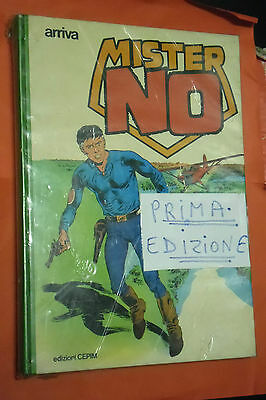 arriva
MISTER
NO
PRIMA.
EDIZIONE
edizioni CEPIM